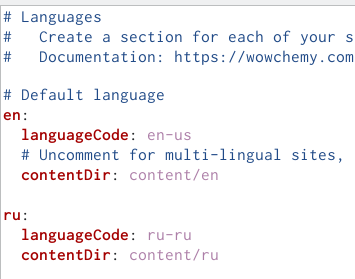 # Languages
#   Create a section for each of your s
#   Documentation: https://wowchemy.com

# Default language
en:
  languageCode: en-us
  # Uncomment for multi-lingual sites,
  contentDir: content/en

ru:
  languageCode: ru-ru
  contentDir: content/ru